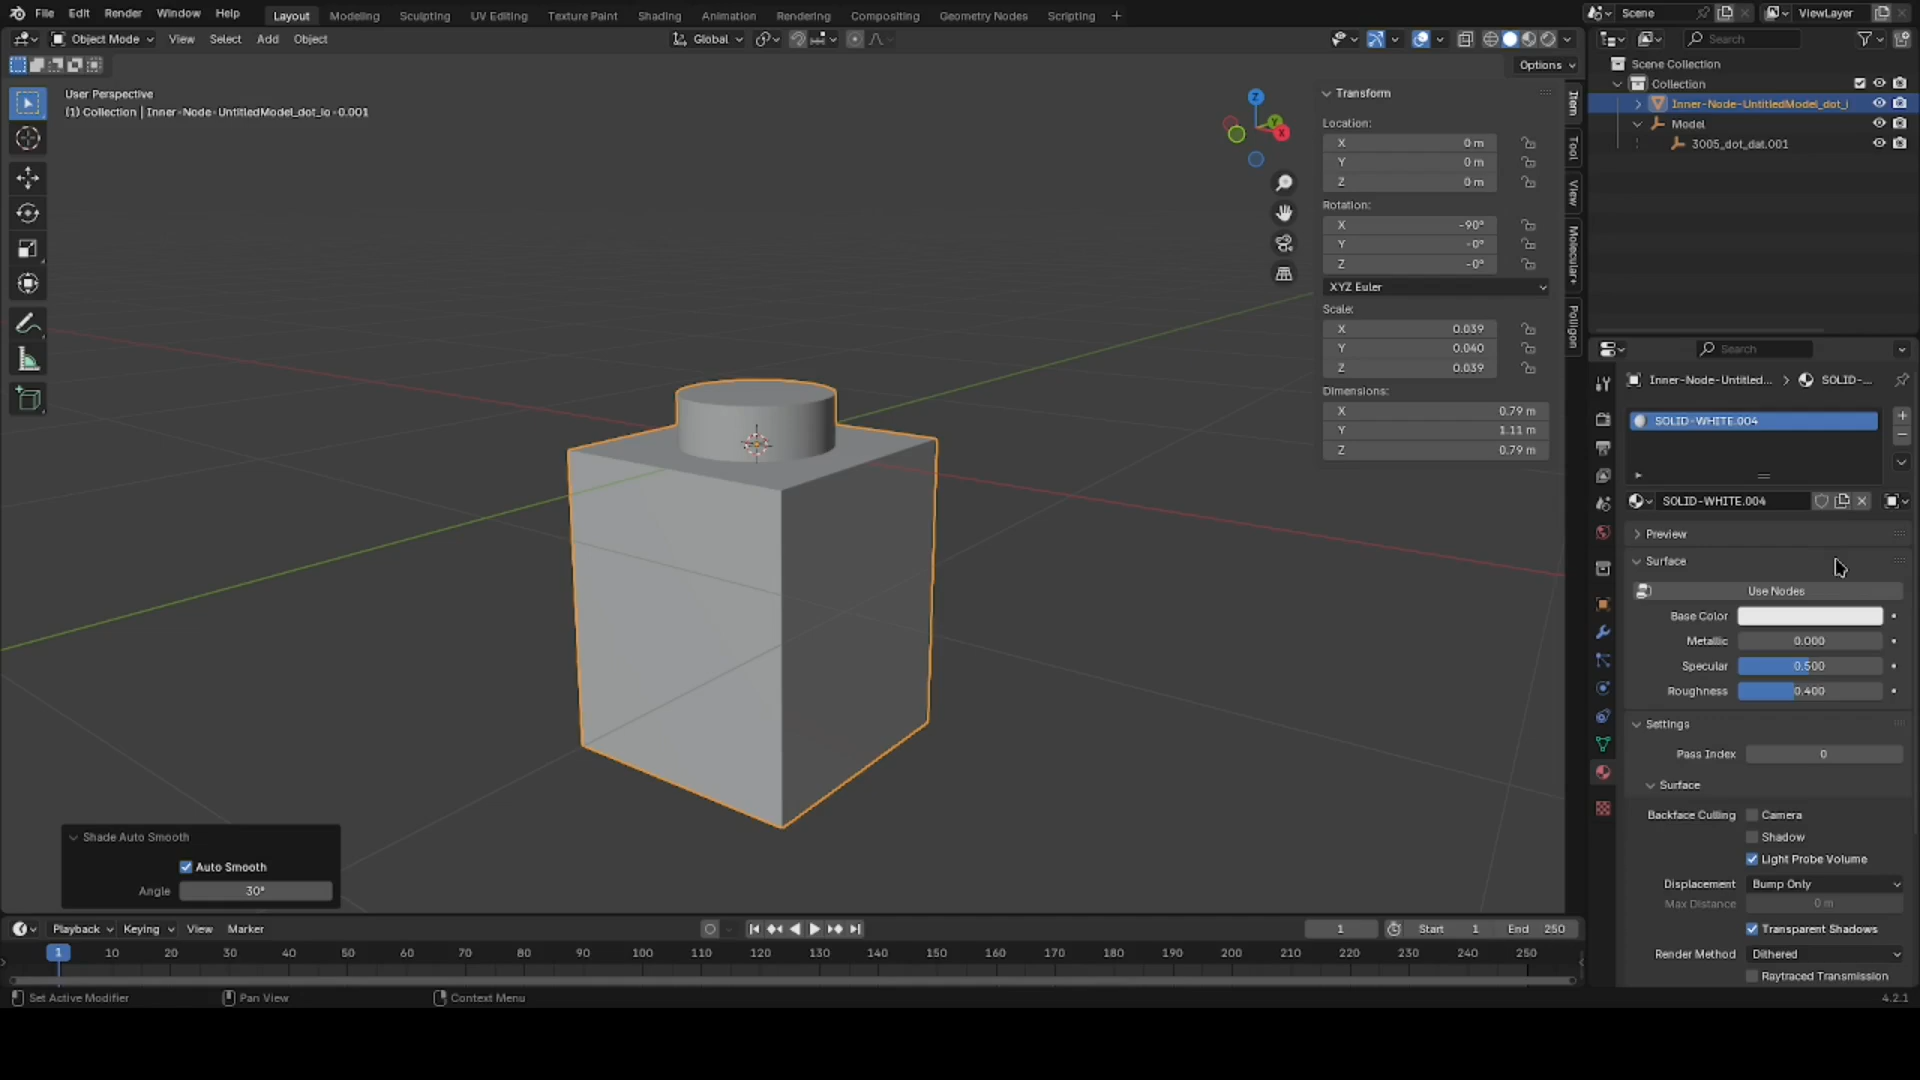 File Edit Render Window Help Layout Modeling Sculpting UV Editing Texture Paint Shading Animation Rendering Compositing Geometry Nodes Scripting + Scene ViewLayer
Object Mode View Select Add Object Global Search
Options
User Perspective
(1) Collection | Inner-Node-UntitledModel_dot_io-0.001
Z
Y
X
Transform
Location:
X 0 m
Y 0 m
Z 0 m
Rotation:
X -90°
Y -0°
Z -0°
XYZ Euler
Scale:
X 0.039
Y 0.040
Z 0.039
Dimensions:
X 0.79 m
Y 1.11 m
Z 0.79 m
Item
Tool
View
Molecular+
Poliigon
Scene Collection
Collection
Inner-Node-UntitledModel_dot_i
Model
3005_dot_dat.001
Search
Inner-Node-Untitled... SOLID-...
SOLID-WHITE.004
SOLID-WHITE.004
Preview
Surface
Use Nodes
Base Color
Metallic 0.000
Specular 0.500
Roughness 0.400
Settings
Pass Index 0
Surface
Backface Culling Camera
Shadow
Light Probe Volume
Displacement Bump Only
Max Distance 0 m
Transparent Shadows
Render Method Dithered
Raytraced Transmission
Shade Auto Smooth
Auto Smooth
Angle 30°
Playback Keying View Marker 1 Start 1 End 250
1 10 20 30 40 50 60 70 80 90 100 110 120 130 140 150 160 170 180 190 200 210 220 230 240 250
Set Active Modifier Pan View Context Menu 4.2.1